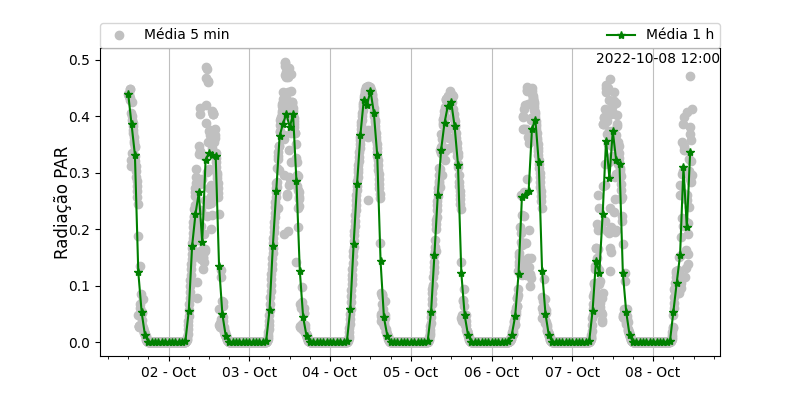 Média 5 min
Média 1 h
2022-10-08 12:00
Radiação PAR
0.5
0.4
0.3
0.2
0.1
0.0
02 - Oct
03 - Oct
04 - Oct
05 - Oct
06 - Oct
07 - Oct
08 - Oct